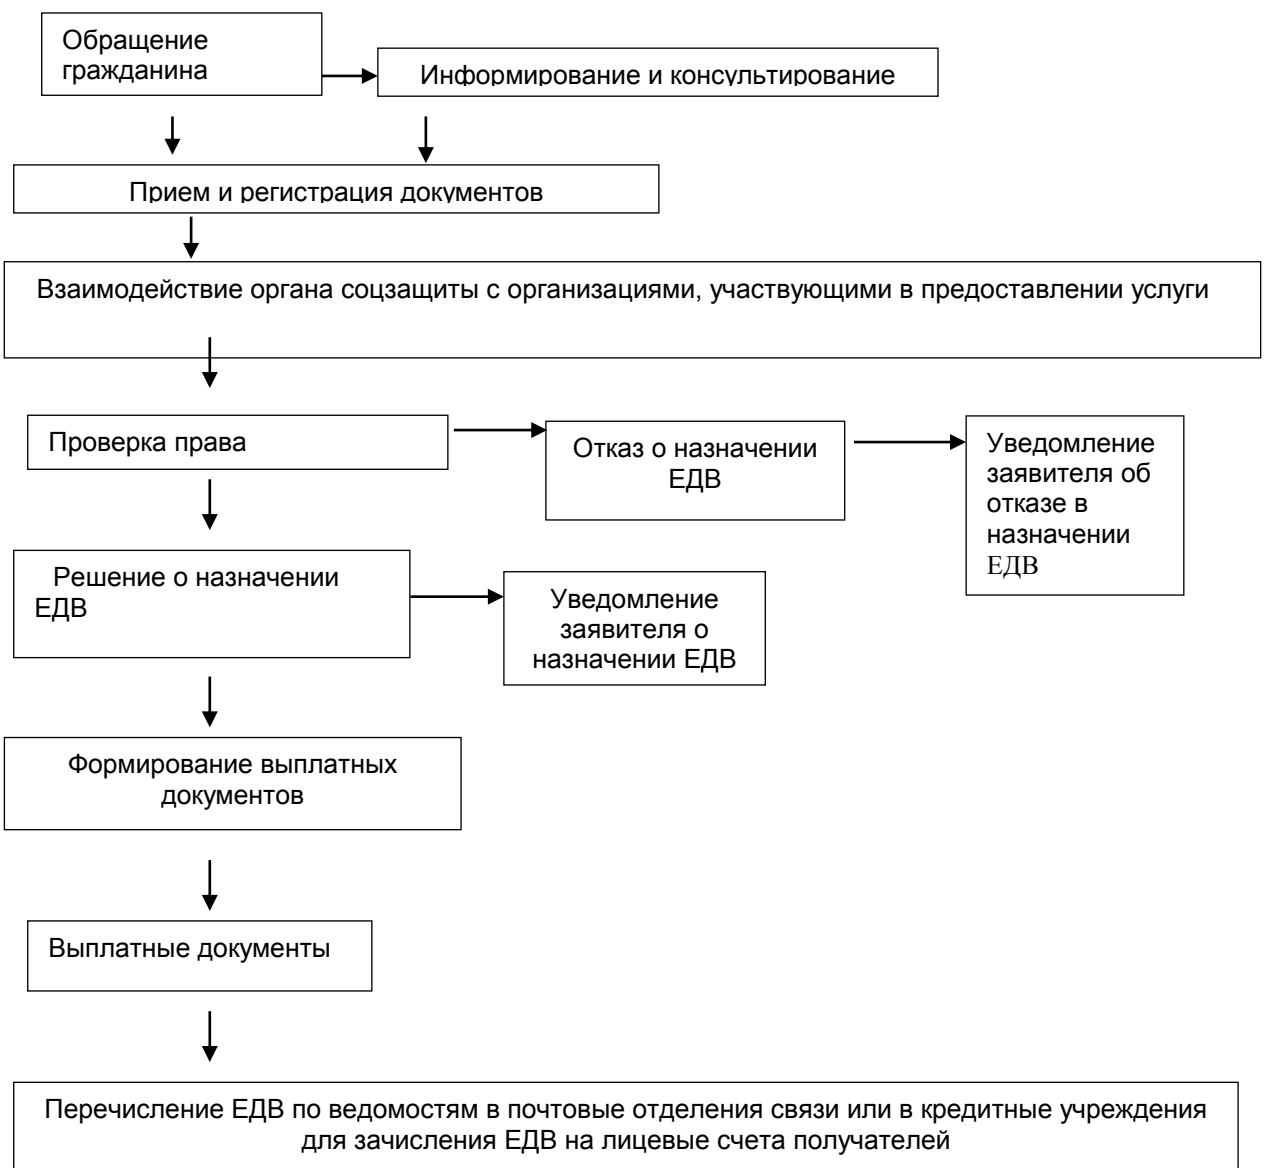 Обращение
гражданина
Информирование и консультирование
Прием и регистрация документов
Взаимодействие органа соцзащиты с организациями, участвующими в предоставлении услуги
Проверка права
Отказ о назначении
ЕДВ
Уведомление
заявителя об
отказе в
назначении
ЕДВ
Решение о назначении
ЕДВ
Уведомление
заявителя о
назначении ЕДВ
Формирование выплатных
документов
Выплатные документы
Перечисление ЕДВ по ведомостям в почтовые отделения связи или в кредитные учреждения
для зачисления ЕДВ на лицевые счета получателей